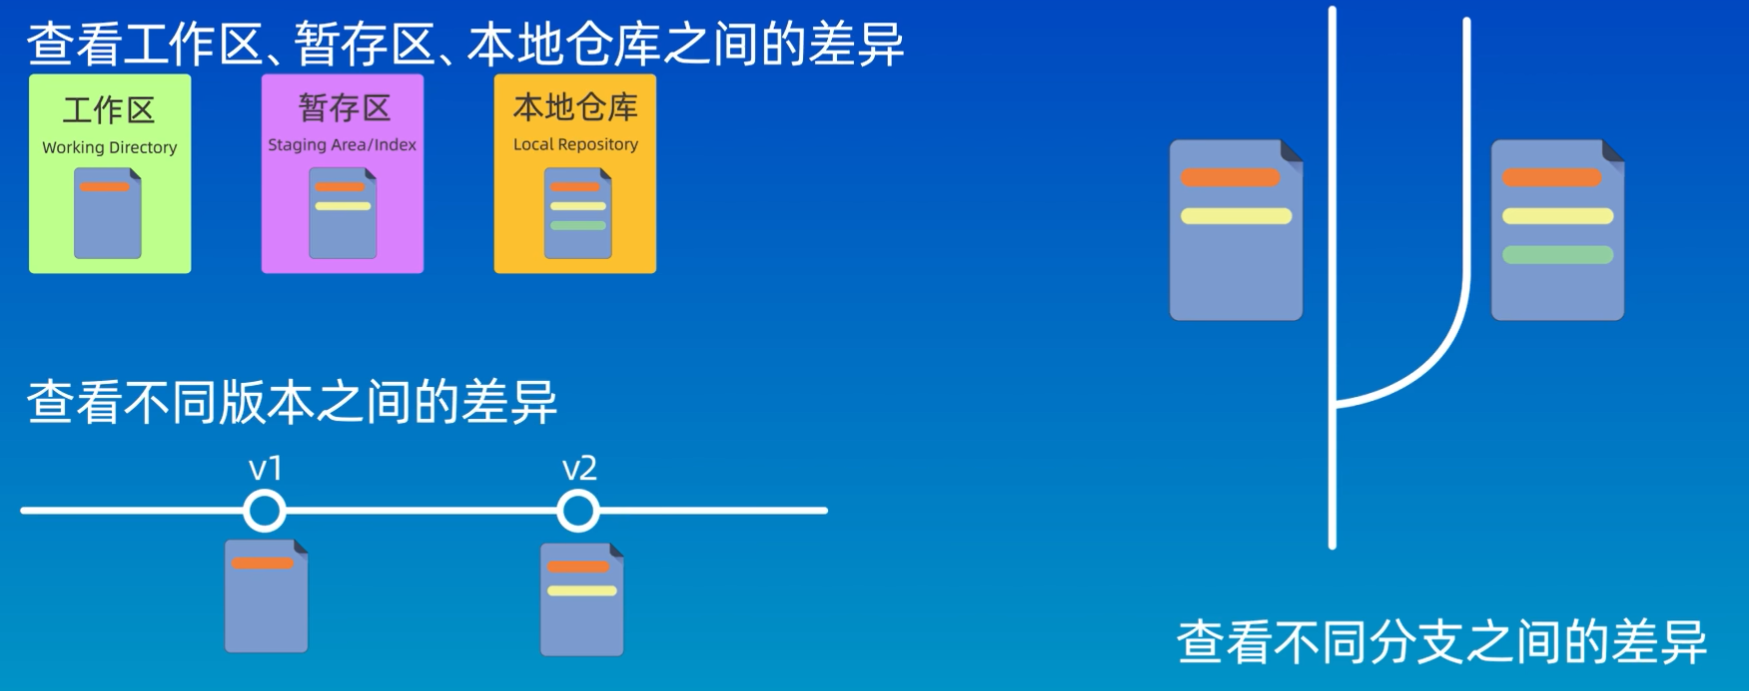 查看工作区、暂存区、本地仓库之间的差异
工作区
Working Directory
暂存区
Staging Area/Index
本地仓库
Local Repository
查看不同版本之间的差异
v1
v2
查看不同分支之间的差异